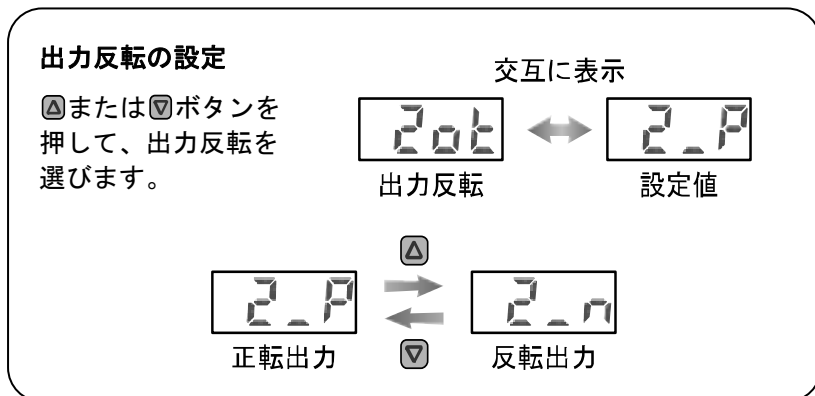 出力反転の設定
△または▽ボタンを
押して、出力反転を
選びます。
交互に表示
2ot
2_P
出力反転
設定値
△
2_P
2_n
▽
正転出力
反転出力